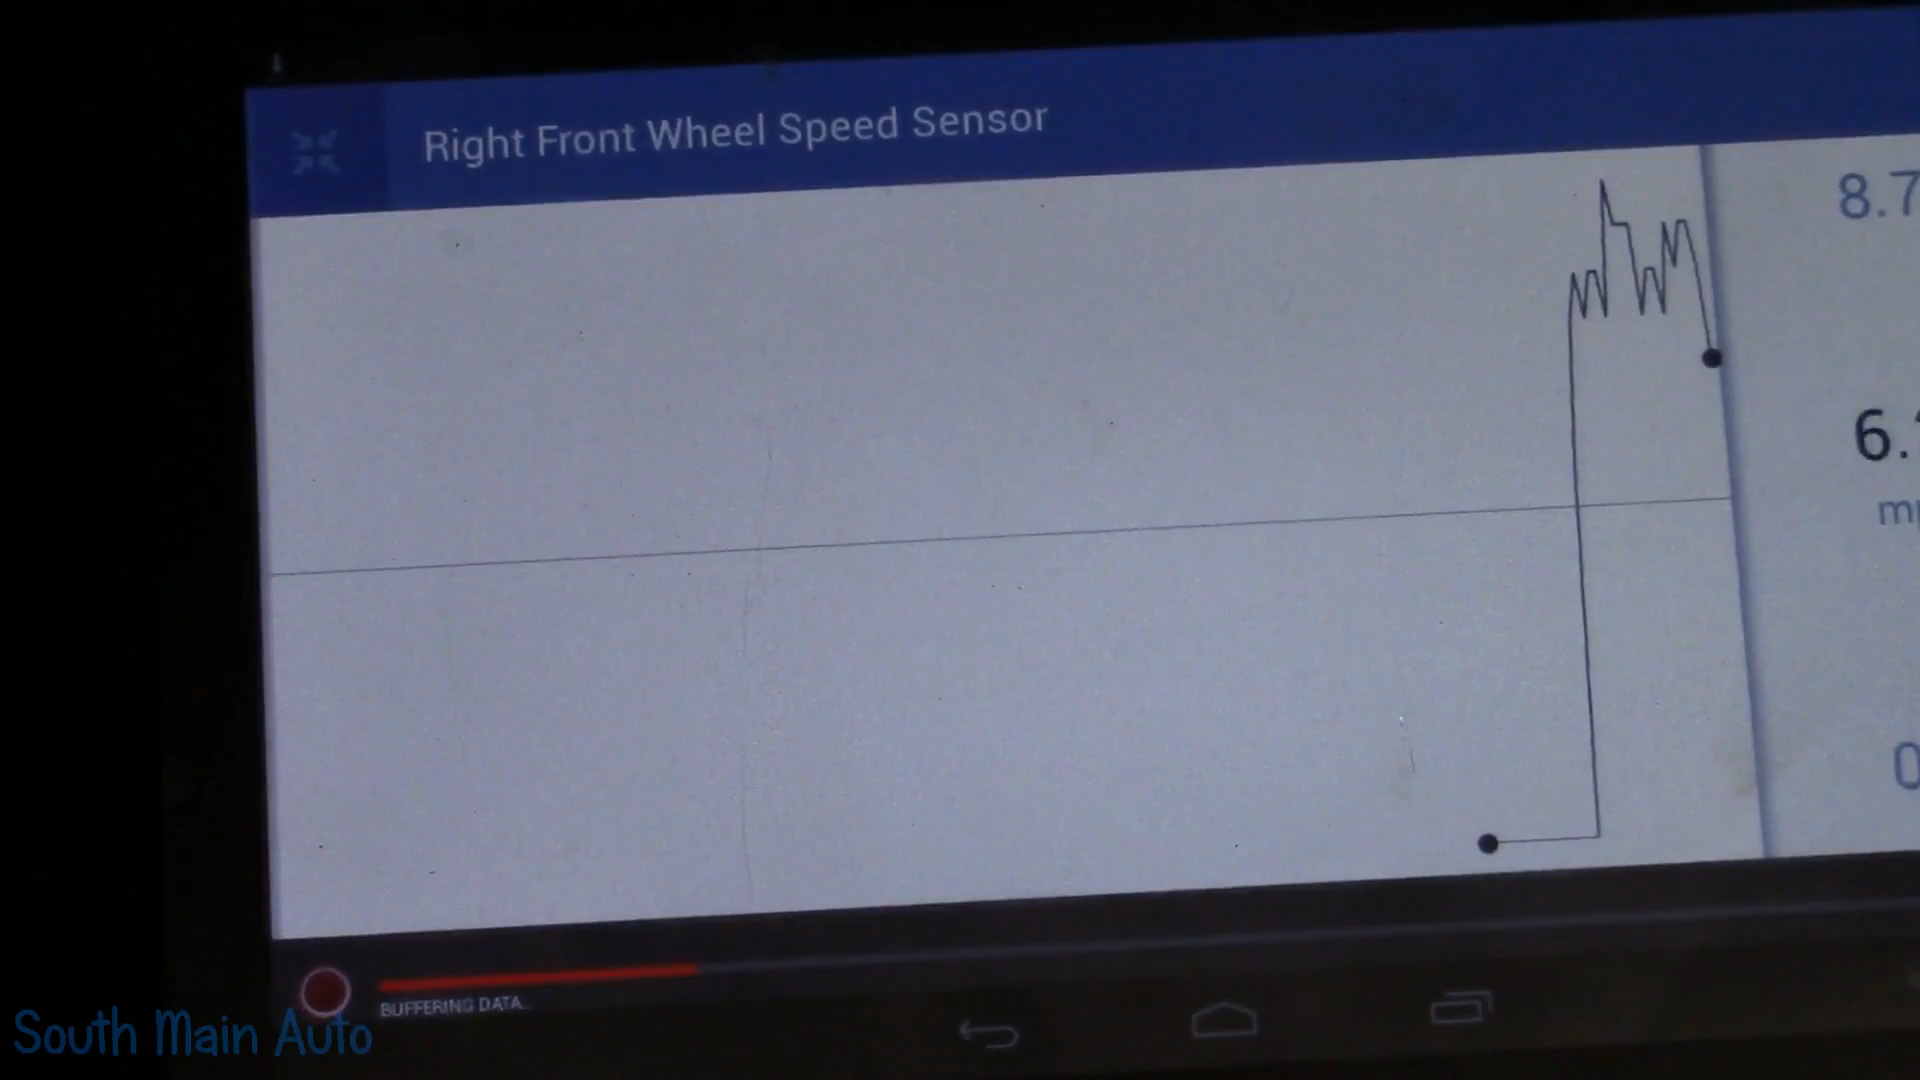 Right Front Wheel Speed Sensor
8.7
6.
0
BUFFERING DATA..
South Main Auto